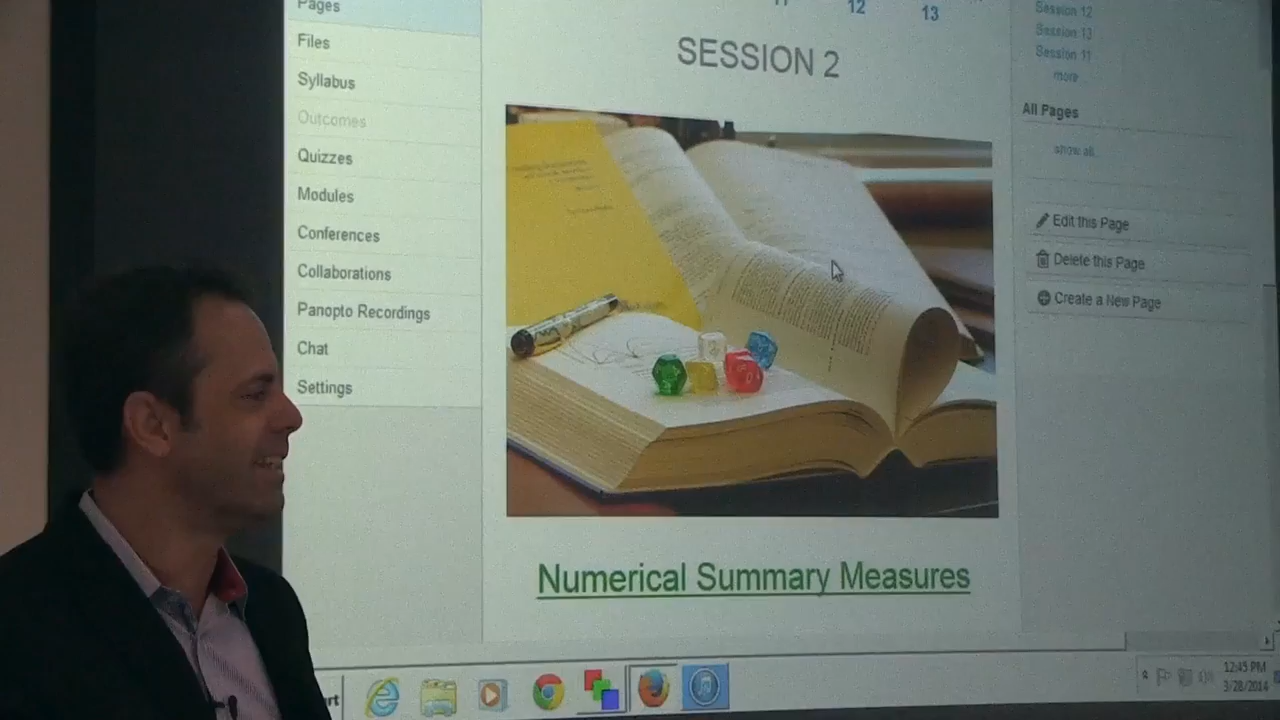 Pages
Files
Syllabus
Outcomes
Quizzes
Modules
Conferences
Collaborations
Panopto Recordings
Chat
Settings
11
12
13
SESSION 2
Numerical Summary Measures
Session 12
Session 13
Session 11
more
All Pages
show all
Edit this Page
Delete this Page
Create a New Page
12:45 PM
3/28/2014